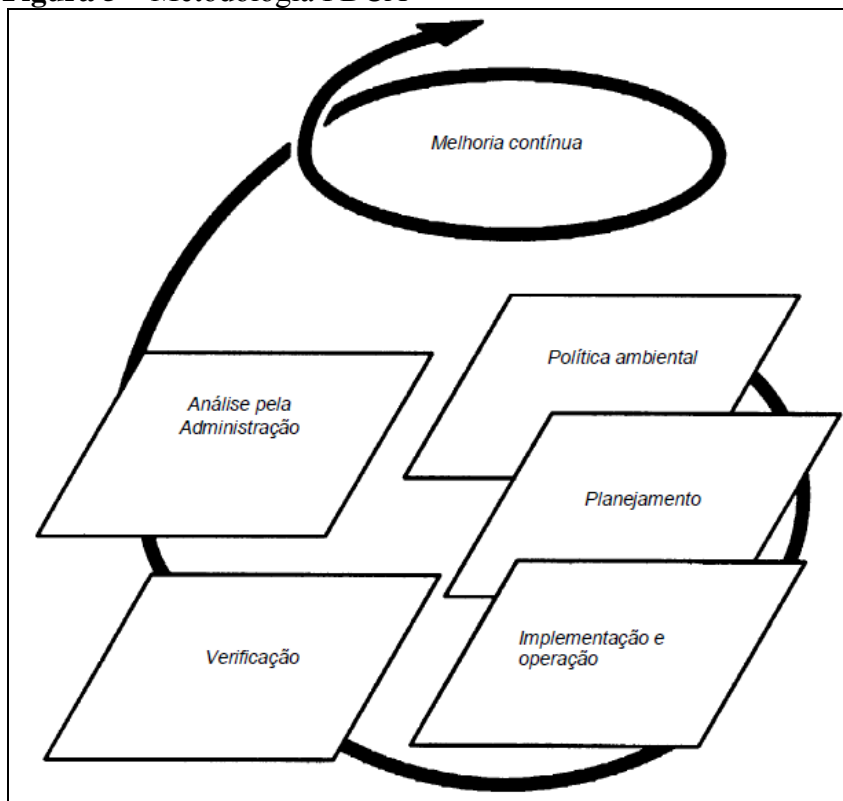 Melhoria contínua
Política ambiental
Análise pela
Administração
Planejamento
Implementação e
operação
Verificação